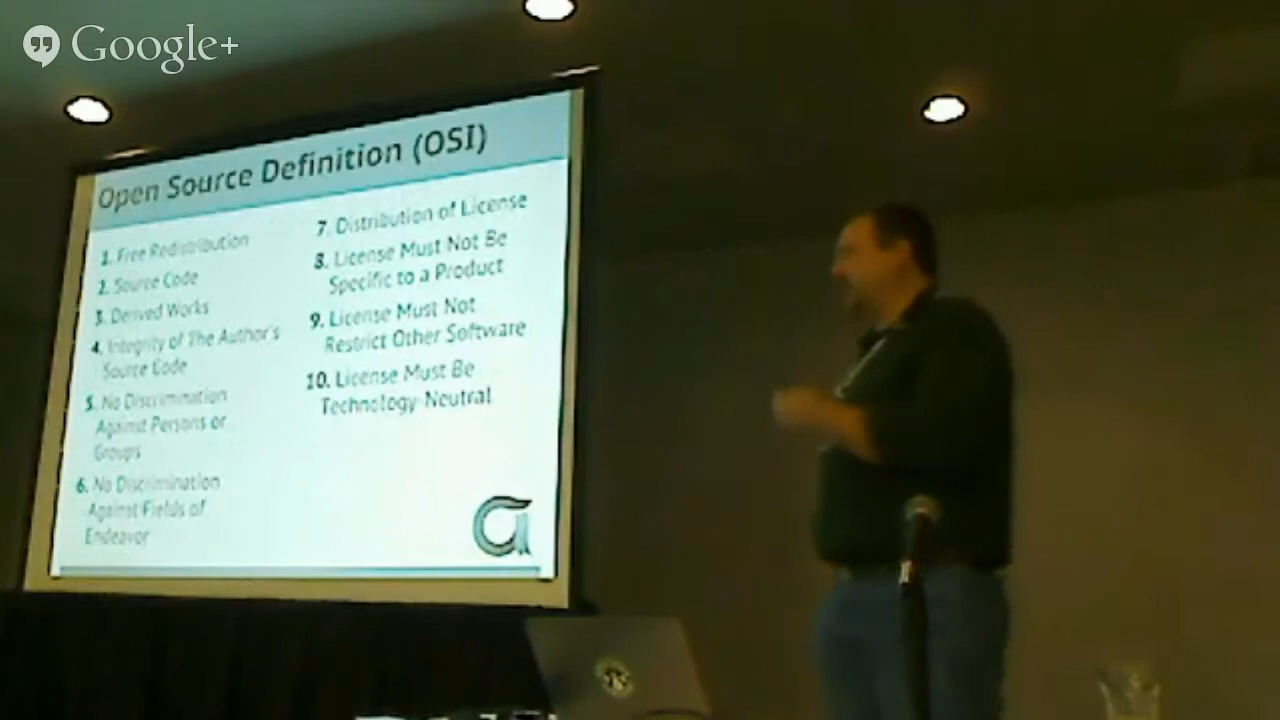 Google+
Open Source Definition (OSI)
1. Free Redistribution
2. Source Code
3. Derived Works
4. Integrity of The Author's
Source Code
5. No Discrimination
Against Persons or
Groups
6. No Discrimination
Against Fields of
Endeavor
7. Distribution of License
8. License Must Not Be
Specific to a Product
9. License Must Not
Restrict Other Software
10. License Must Be
Technology-Neutral